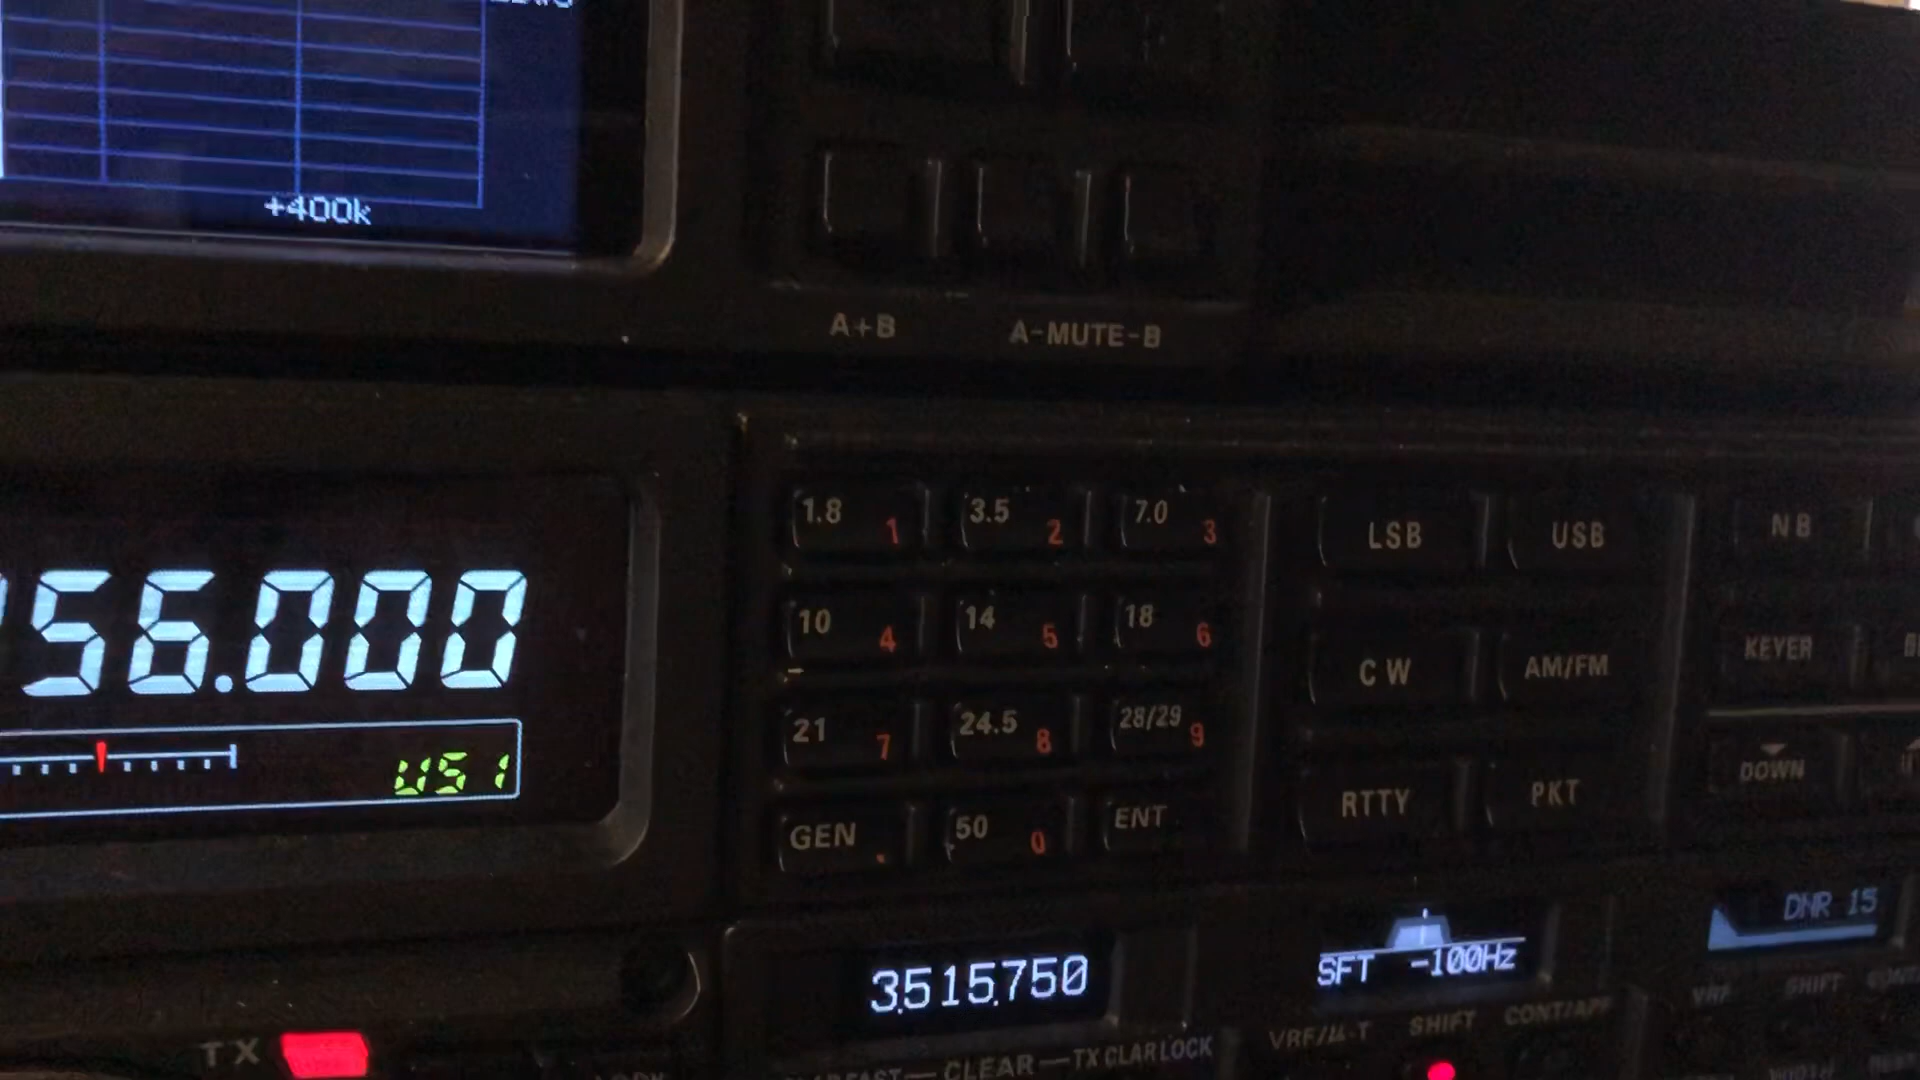 +400k
A+B A-MUTE-B
1.8 1 3.5 2 7.0 3
LSB USB NB
56.000
10 4 14 5 18 6
CW AM/FM KEYER
21 7 24.5 8 28/29 9
US1
RTTY PKT DOWN
GEN . 50 0 ENT
DNR 15
3.515.750
SFT -100Hz
VRF SHIFT
VRF/µ-T SHIFT CONT/APF
TX
CLEAR TX CLAR LOCK